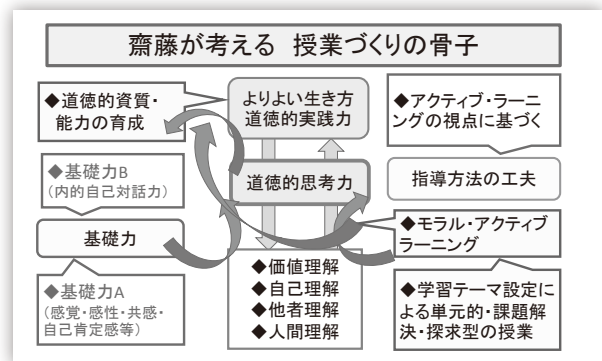 齋藤が考える 授業づくりの骨子
◆道徳的資質・
能力の育成
よりよい生き方
道徳的実践力
◆アクティブ・ラーニ
ングの視点に基づく
◆基礎力B
(内的自己対話力)
道徳的思考力
指導方法の工夫
基礎力
◆モラル・アクティブ
ラーニング
◆基礎力A
(感覚・感性・共感・
自己肯定感等)
◆価値理解
◆自己理解
◆他者理解
◆人間理解
◆学習テーマ設定に
よる単元的・課題解
決・探求型の授業